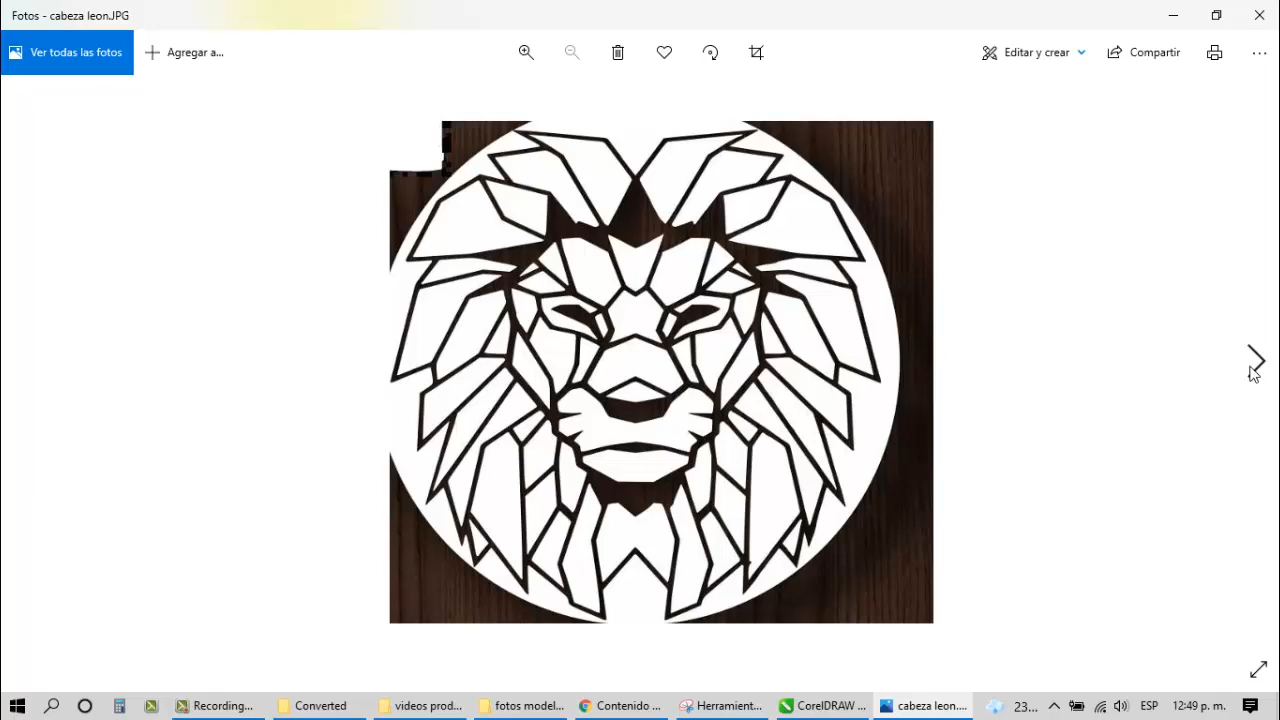 Fotos - cabeza leon.JPG
Ver todas las fotos
Agregar a...
Editar y crear
Compartir
Recording...
Converted
videos prod...
fotos model...
Contenido ...
Herramient...
CorelDRAW ...
cabeza leon....
23...
ESP
12:49 p. m.